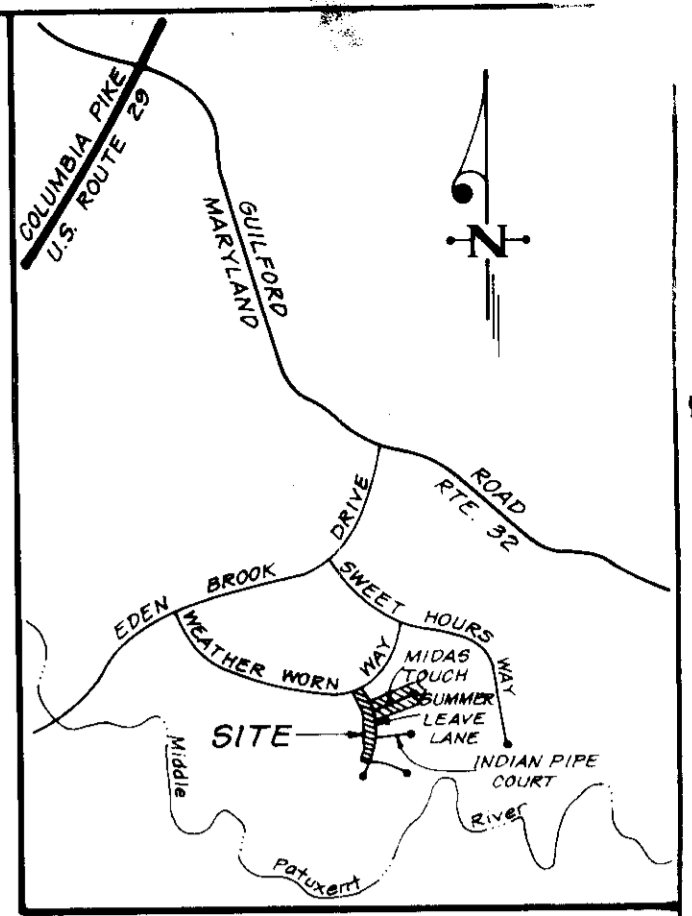 COLUMBIA PIKE
U.S. ROUTE 29
GUILFORD
MARYLAND
N
ROAD
RTE. 32
DRIVE
EDEN BROOK
SWEET HOURS WAY
WEATHER WORN WAY
MIDAS
TOUCH
SUMMER
LEAVE
LANE
SITE
INDIAN PIPE
COURT
Middle
Patuxent
River